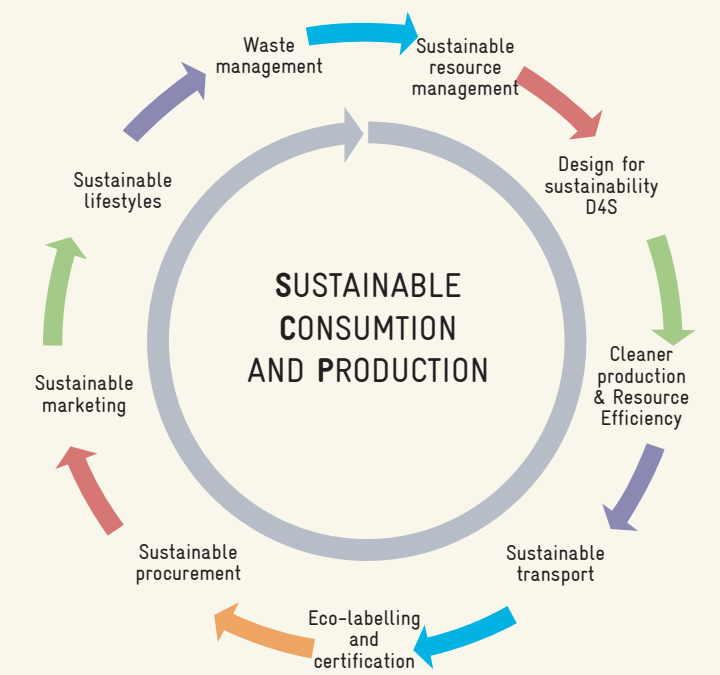 Waste
management
Sustainable
resource
management
Design for
sustainability
D4S
Cleaner
production
& Resource
Efficiency
Sustainable
transport
Eco-labelling
and
certification
Sustainable
procurement
Sustainable
marketing
Sustainable
lifestyles
SUSTAINABLE
CONSUMTION
AND PRODUCTION